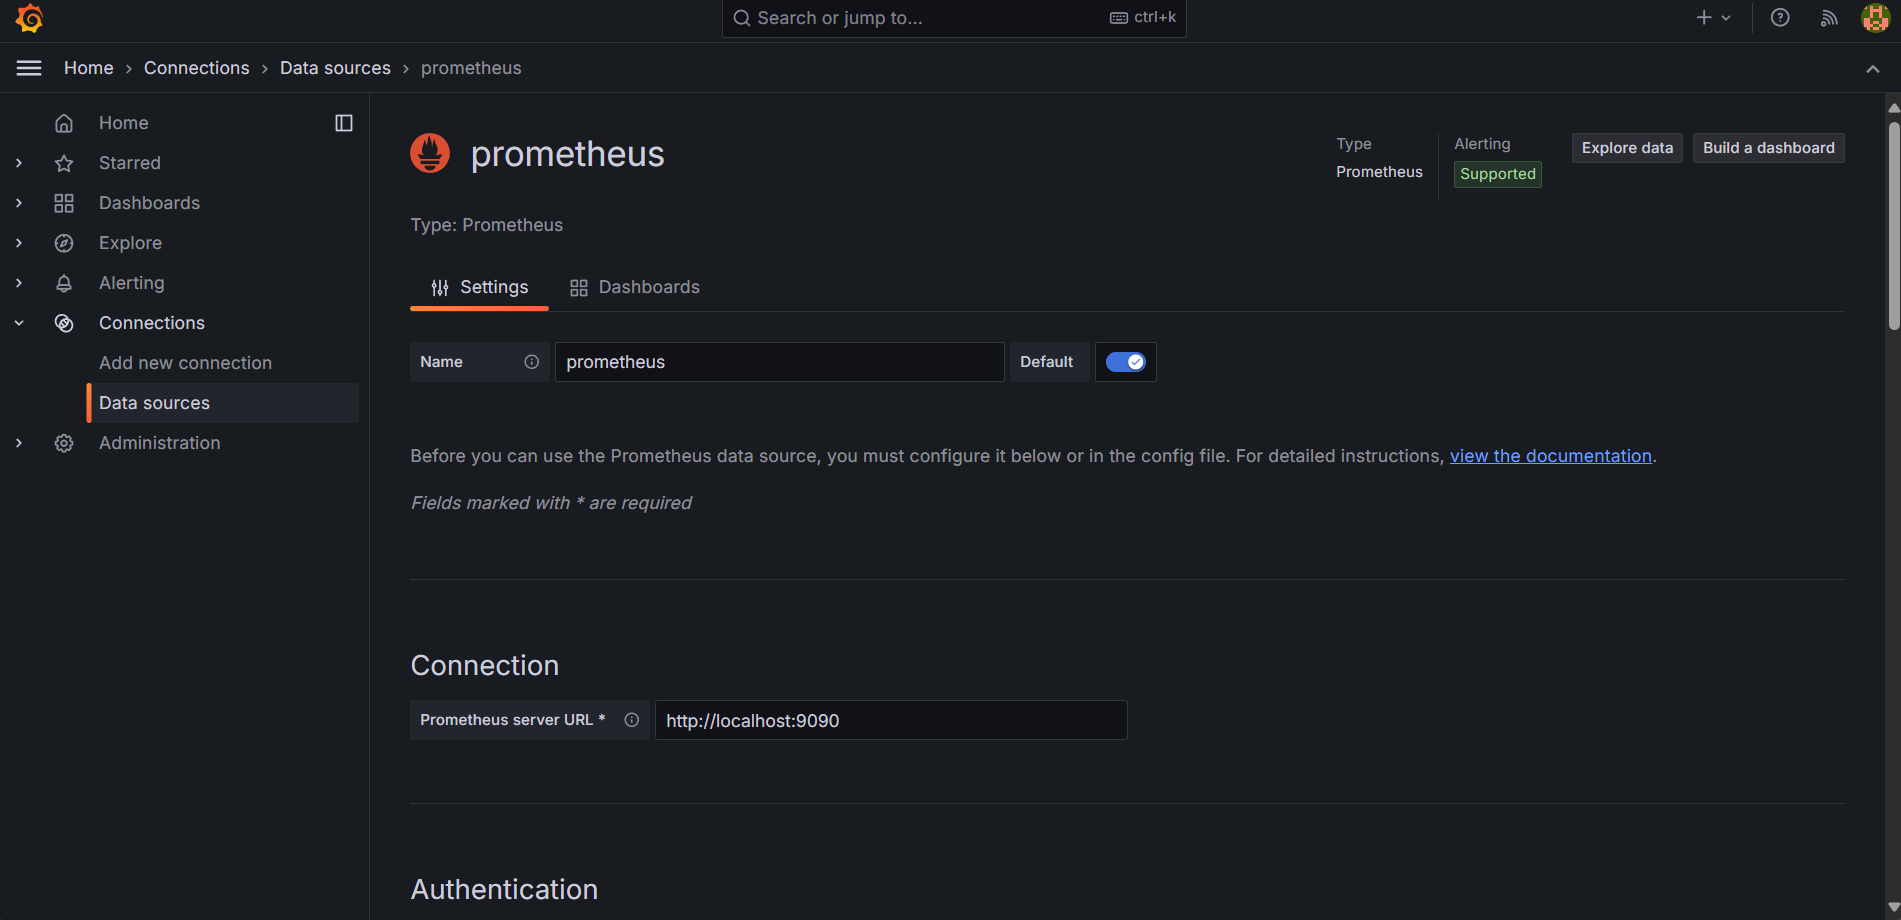 Search or jump to...
ctrl+k
Home
Connections
Data sources
prometheus
Home
Starred
Dashboards
Explore
Alerting
Connections
Add new connection
Data sources
Administration
prometheus
Type
Prometheus
Alerting
Supported
Explore data
Build a dashboard
Type: Prometheus
Settings
Dashboards
Name
prometheus
Default
Before you can use the Prometheus data source, you must configure it below or in the config file. For detailed instructions, view the documentation.
Fields marked with * are required
Connection
Prometheus server URL *
http://localhost:9090
Authentication